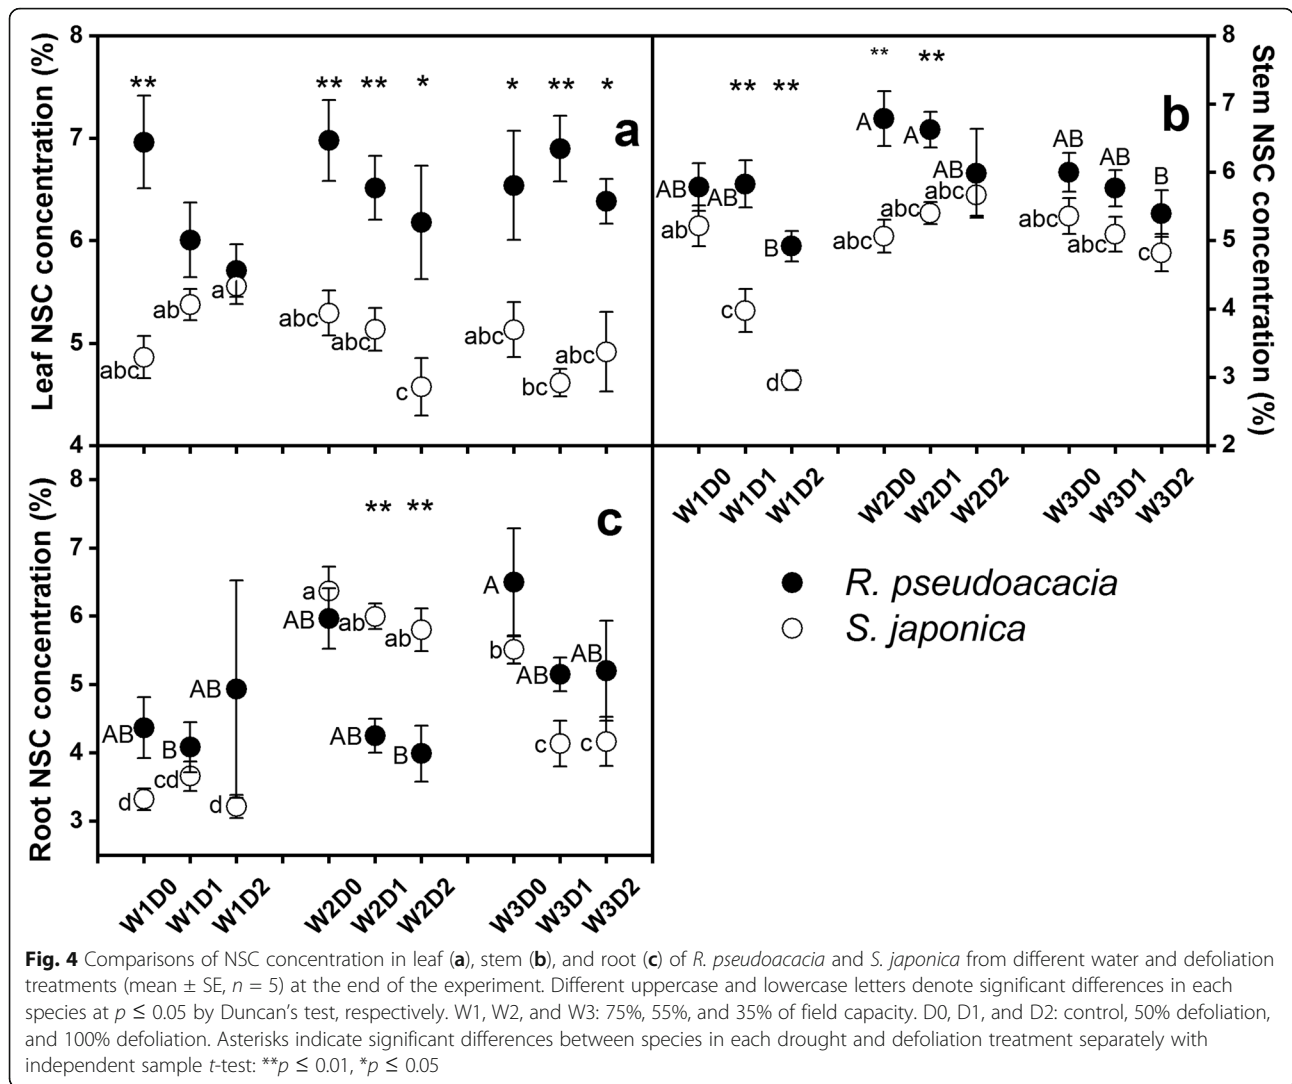 Leaf NSC concentration (%)
8
7
6
5
4
** ** ** * * ** *
abc ab a abc abc c abc bc abc
a
Stem NSC concentration (%)
8
7
6
5
4
3
2
** ** ** **
AB AB B A A AB AB AB B
ab c d abc abc abc abc abc c
b
W1D0 W1D1 W1D2 W2D0 W2D1 W2D2 W3D0 W3D1 W3D2
Root NSC concentration (%)
8
7
6
5
4
3
** **
AB B AB AB AB B A AB AB
d cd d a ab ab b c c
c
W1D0 W1D1 W1D2 W2D0 W2D1 W2D2 W3D0 W3D1 W3D2
R. pseudoacacia
S. japonica
Fig. 4 Comparisons of NSC concentration in leaf (a), stem (b), and root (c) of R. pseudoacacia and S. japonica from different water and defoliation
treatments (mean ± SE, n = 5) at the end of the experiment. Different uppercase and lowercase letters denote significant differences in each
species at p ≤ 0.05 by Duncan's test, respectively. W1, W2, and W3: 75%, 55%, and 35% of field capacity. D0, D1, and D2: control, 50% defoliation,
and 100% defoliation. Asterisks indicate significant differences between species in each drought and defoliation treatment separately with
independent sample t-test: **p ≤ 0.01, *p ≤ 0.05